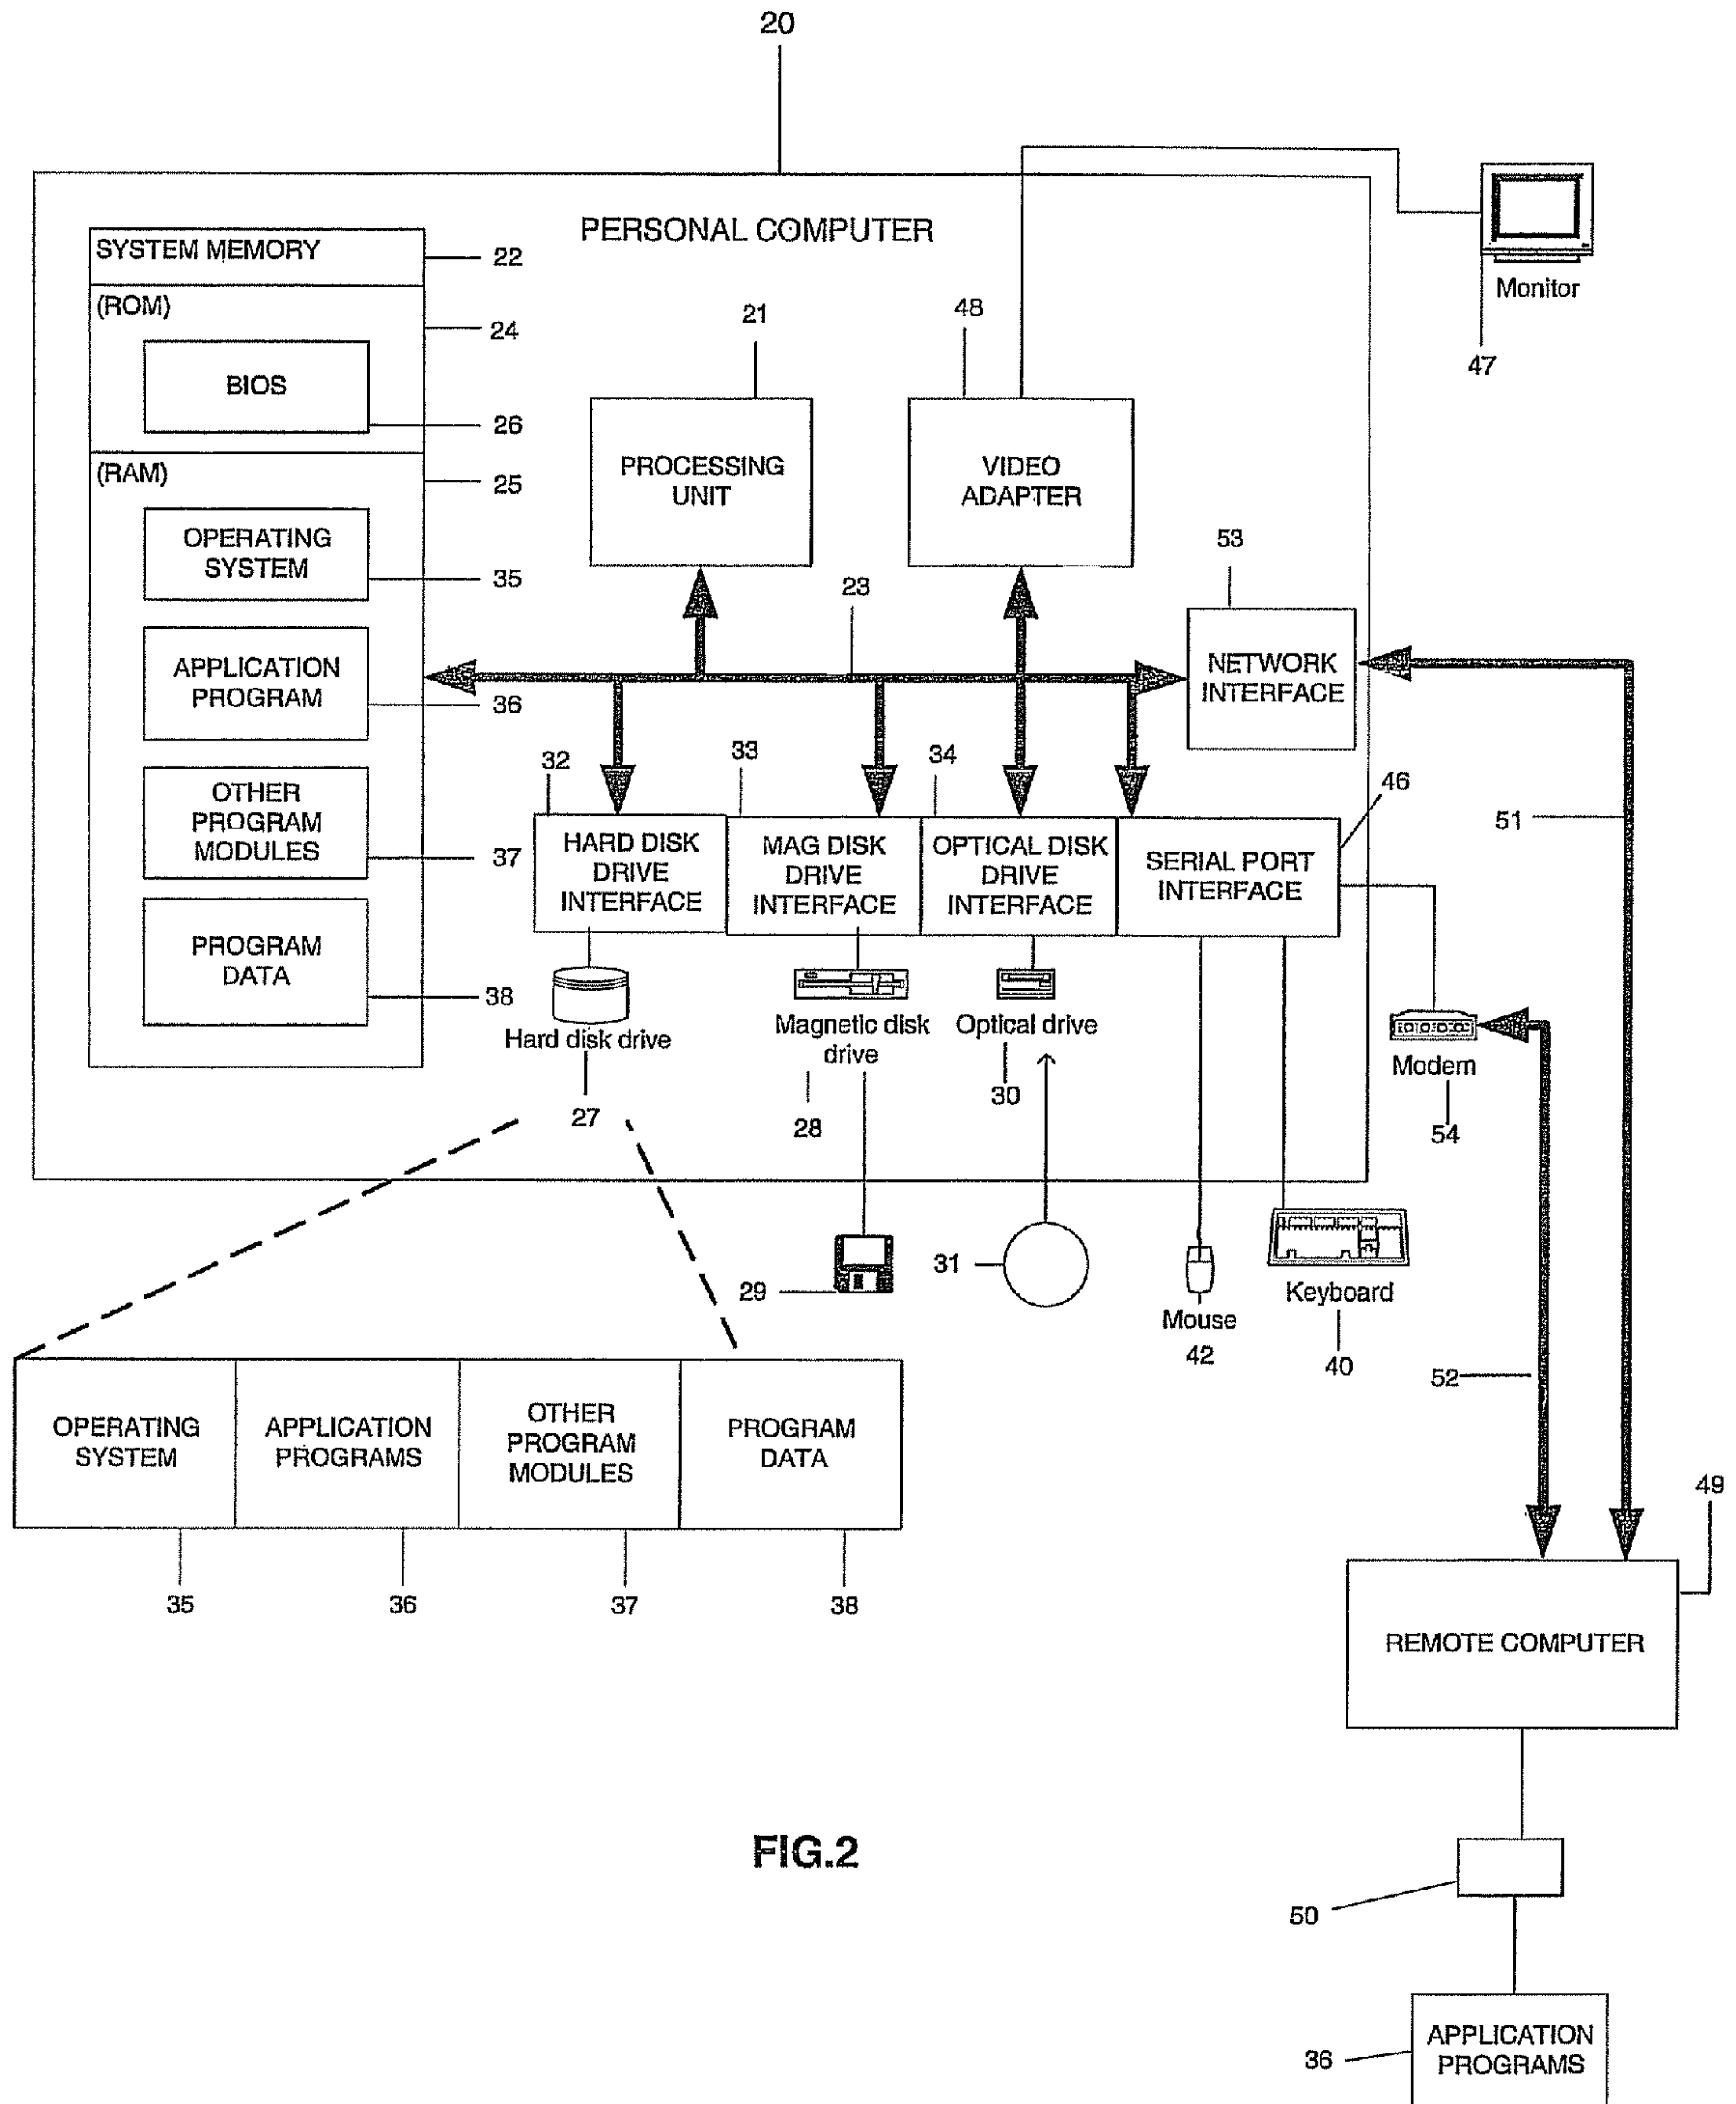 20
PERSONAL COMPUTER
SYSTEM MEMORY
22
(ROM)
24
BIOS
26
(RAM)
25
OPERATING
SYSTEM
35
APPLICATION
PROGRAM
36
OTHER
PROGRAM
MODULES
37
PROGRAM
DATA
38
21
PROCESSING
UNIT
48
VIDEO
ADAPTER
Monitor
47
23
53
NETWORK
INTERFACE
32
HARD DISK
DRIVE
INTERFACE
33
MAG DISK
DRIVE
INTERFACE
34
OPTICAL DISK
DRIVE
INTERFACE
46
SERIAL PORT
INTERFACE
51
Hard disk drive
27
Magnetic disk
drive
28
Optical drive
30
Modem
54
29
31
Mouse
42
Keyboard
40
52
OPERATING
SYSTEM
APPLICATION
PROGRAMS
OTHER
PROGRAM
MODULES
PROGRAM
DATA
35
36
37
38
49
REMOTE COMPUTER
FIG.2
50
36
APPLICATION
PROGRAMS